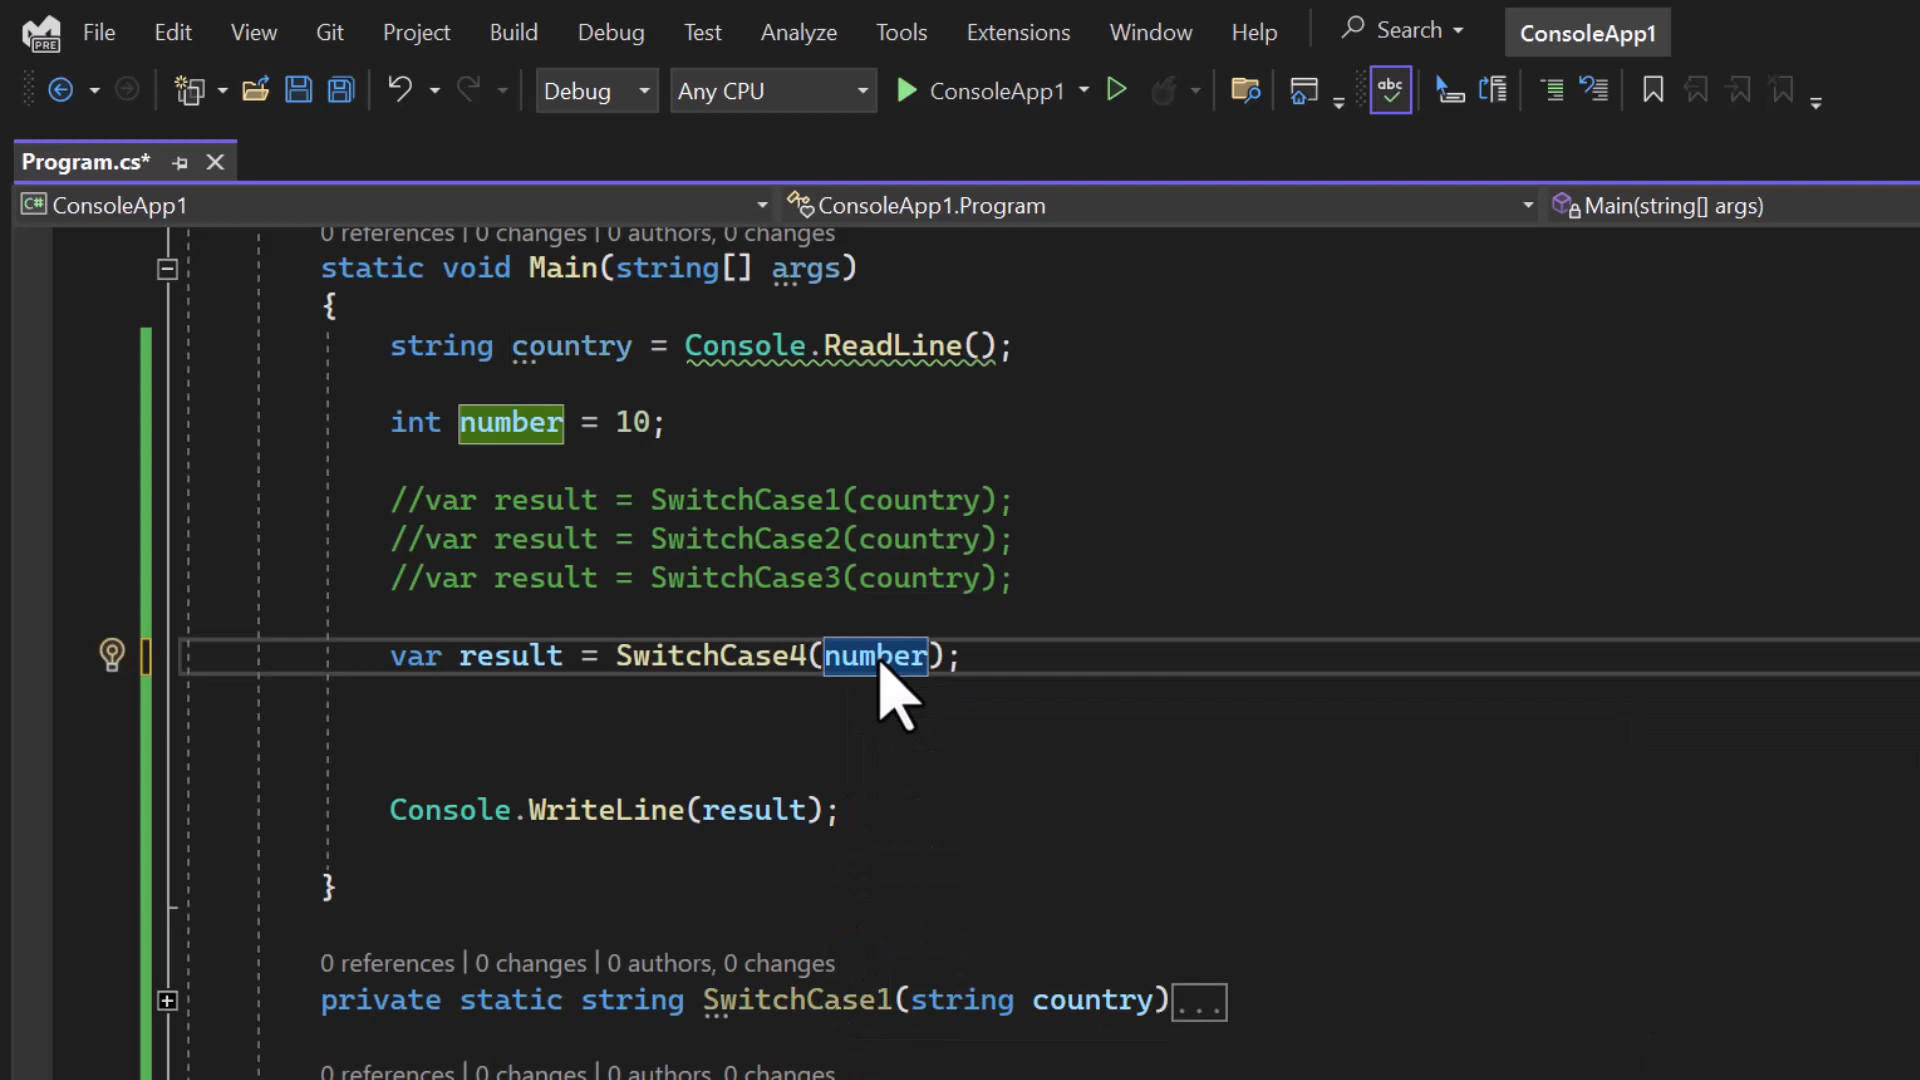 PRE File Edit View Git Project Build Debug Test Analyze Tools Extensions Window Help Search ConsoleApp1
Debug Any CPU ConsoleApp1 abc
Program.cs*
C# ConsoleApp1 ConsoleApp1.Program Main(string[] args)
0 references | 0 changes | 0 authors, 0 changes
static void Main(string[] args)
{
string country = Console.ReadLine();
int number = 10;
//var result = SwitchCase1(country);
//var result = SwitchCase2(country);
//var result = SwitchCase3(country);
var result = SwitchCase4(number);
Console.WriteLine(result);
}
0 references | 0 changes | 0 authors, 0 changes
private static string SwitchCase1(string country)...
0 references | 0 changes | 0 authors, 0 changes